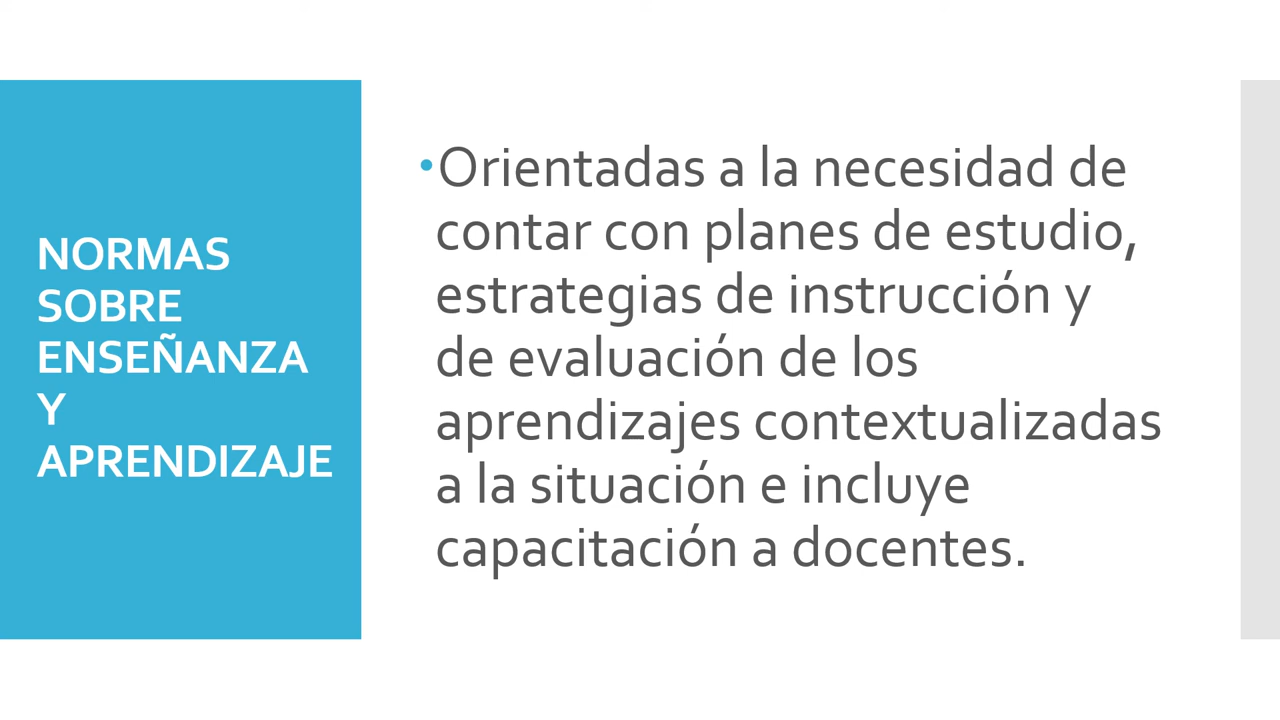 NORMAS
SOBRE
ENSEÑANZA
Y
APRENDIZAJE
•Orientadas a la necesidad de
contar con planes de estudio,
estrategias de instrucción y
de evaluación de los
aprendizajes contextualizadas
a la situación e incluye
capacitación a docentes.